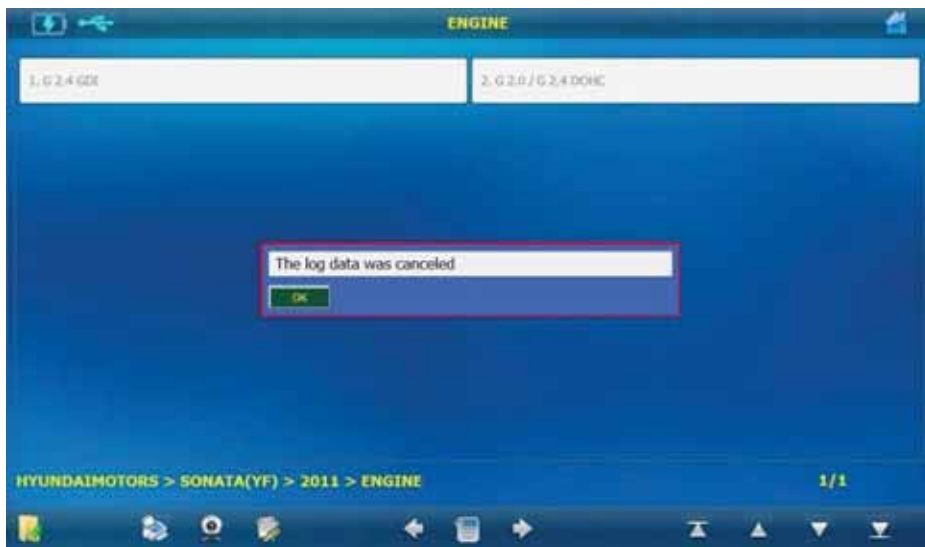 ENGINE
1. G 2.4 GDI
2. G 2.0 / G 2.4 DOHC
The log data was canceled
OK
HYUNDAIMOTORS > SONATA(YF) > 2011 > ENGINE
1/1